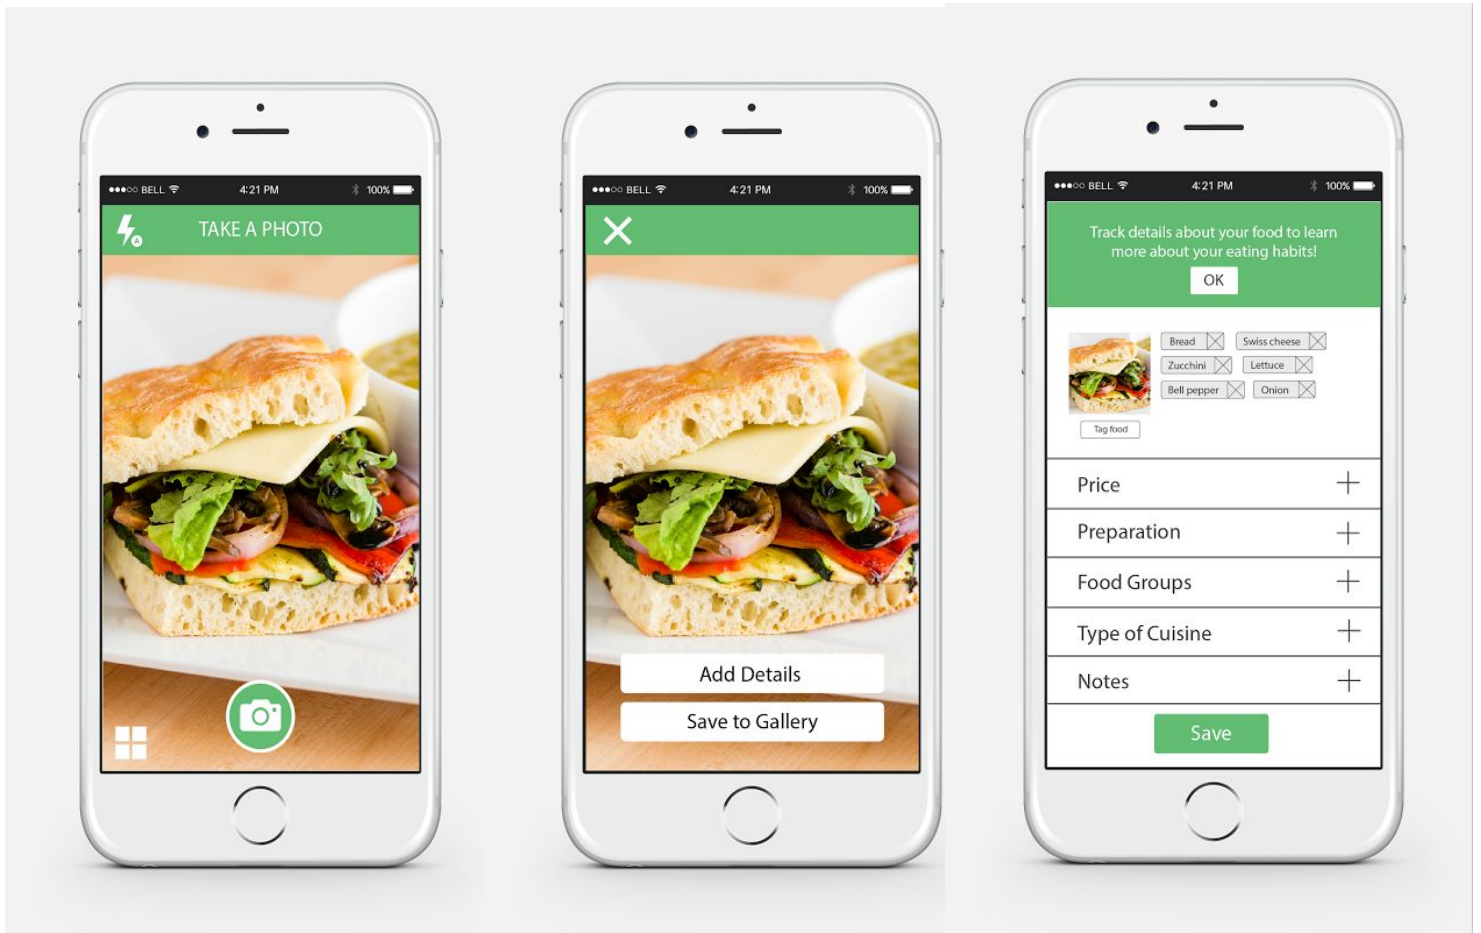 BELL 4:21 PM 100%
A
TAKE A PHOTO
BELL 4:21 PM 100%
Add Details
Save to Gallery
BELL 4:21 PM 100%
Track details about your food to learn
more about your eating habits!
OK
Bread Swiss cheese
Zucchini Lettuce
Bell pepper Onion
Tag food
Price
Preparation
Food Groups
Type of Cuisine
Notes
Save